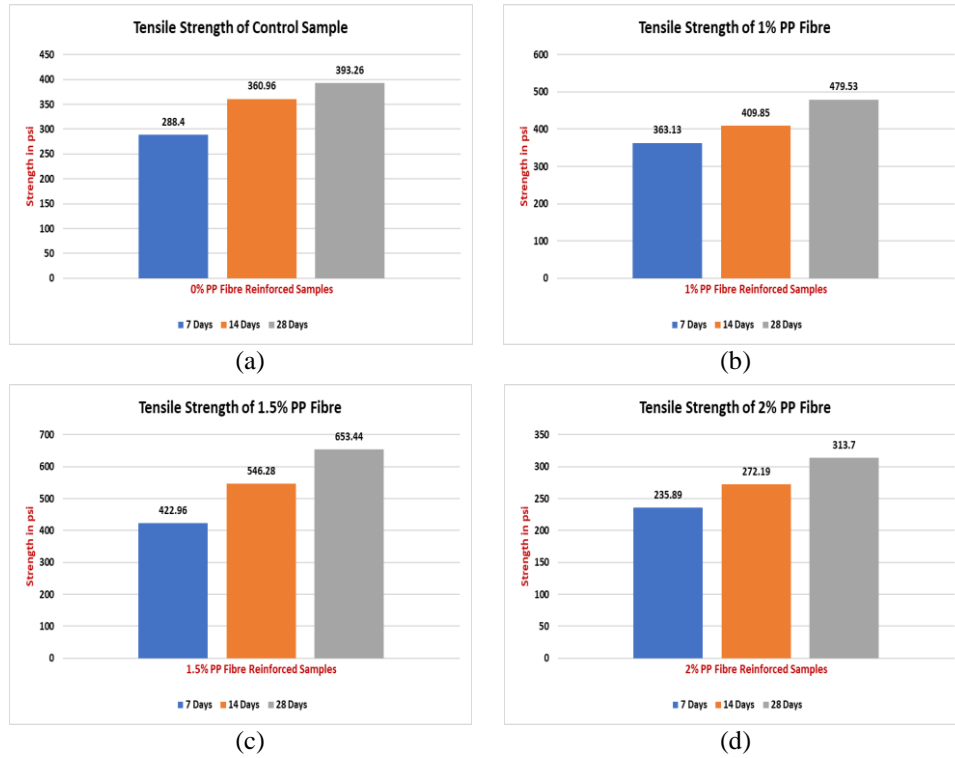 Tensile Strength of Control Sample
450
400
350
300
250
200
150
100
50
0
Strength in psi
288.4
360.96
393.26
0% PP Fibre Reinforced Samples
7 Days 14 Days 28 Days
(a)
Tensile Strength of 1% PP Fibre
600
500
400
300
200
100
0
Strength in psi
363.13
409.85
479.53
1% PP Fibre Reinforced Samples
7 Days 14 Days 28 Days
(b)
Tensile Strength of 1.5% PP Fibre
700
600
500
400
300
200
100
0
Strength in psi
422.96
546.28
653.44
1.5% PP Fibre Reinforced Samples
7 Days 14 Days 28 Days
(c)
Tensile Strength of 2% PP Fibre
350
300
250
200
150
100
50
0
Strength in psi
235.89
272.19
313.7
2% PP Fibre Reinforced Samples
7 Days 14 Days 28 Days
(d)